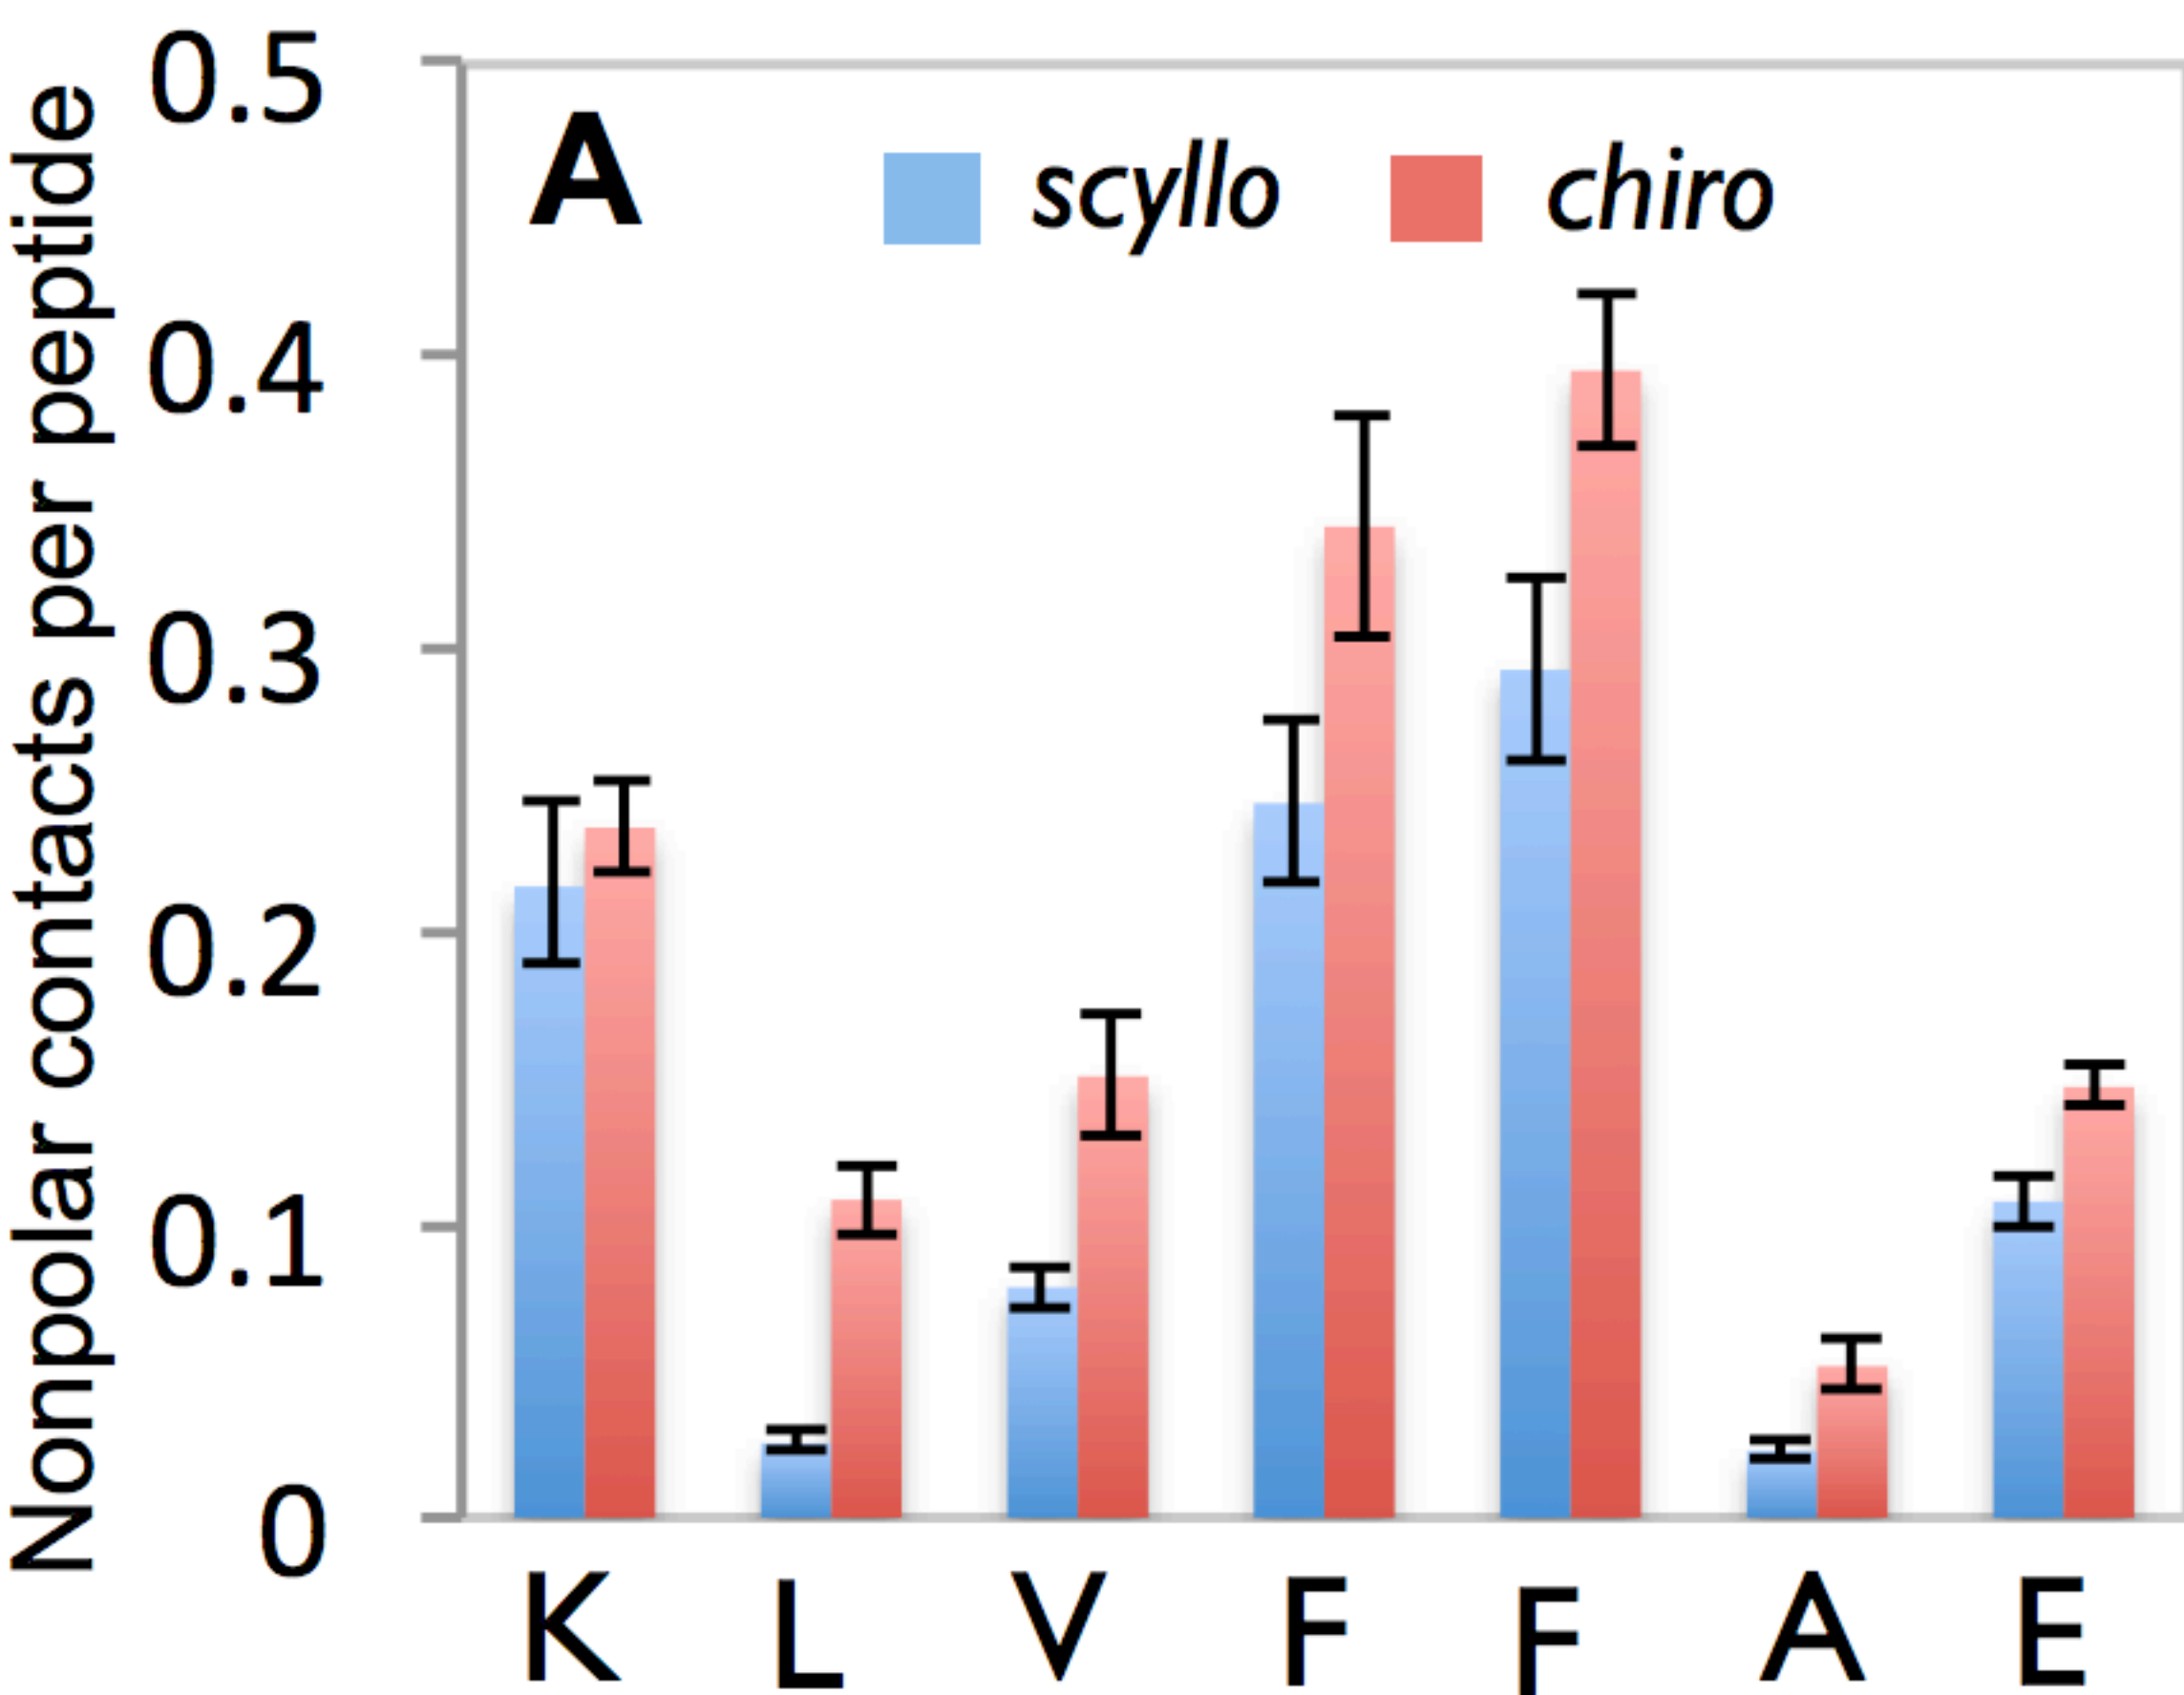 Nonpolar contacts per peptide
0.5
0.4
0.3
0.2
0.1
0
A
scyllo
chiro
K L V F F A E